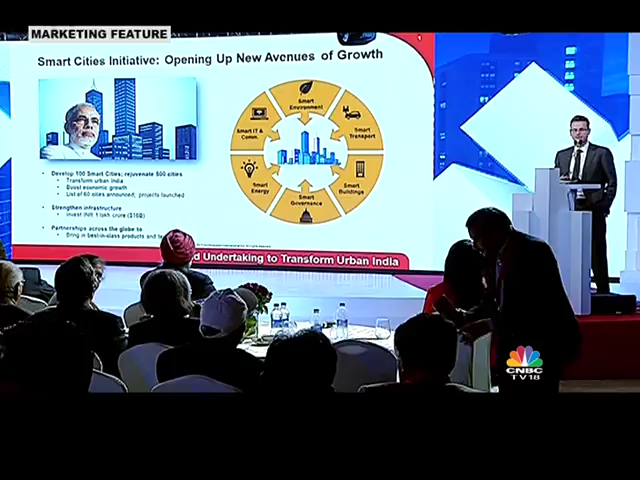 MARKETING FEATURE
Smart Cities Initiative: Opening Up New Avenues of Growth
Smart Environment
Smart Transport
Smart Buildings
Smart Governance
Smart Energy
Smart IT & Comm.
• Develop 100 Smart Cities; rejuvenate 500 cities
• Transform urban India
• Boost economic growth
• List of 60 cities announced; projects launched
• Strengthen infrastructure
• Invest INR 1 lakh crore ($16B)
• Partnerships across the globe to
• Bring in best-in-class products and
d Undertaking to Transform Urban India
CNBC
TV18